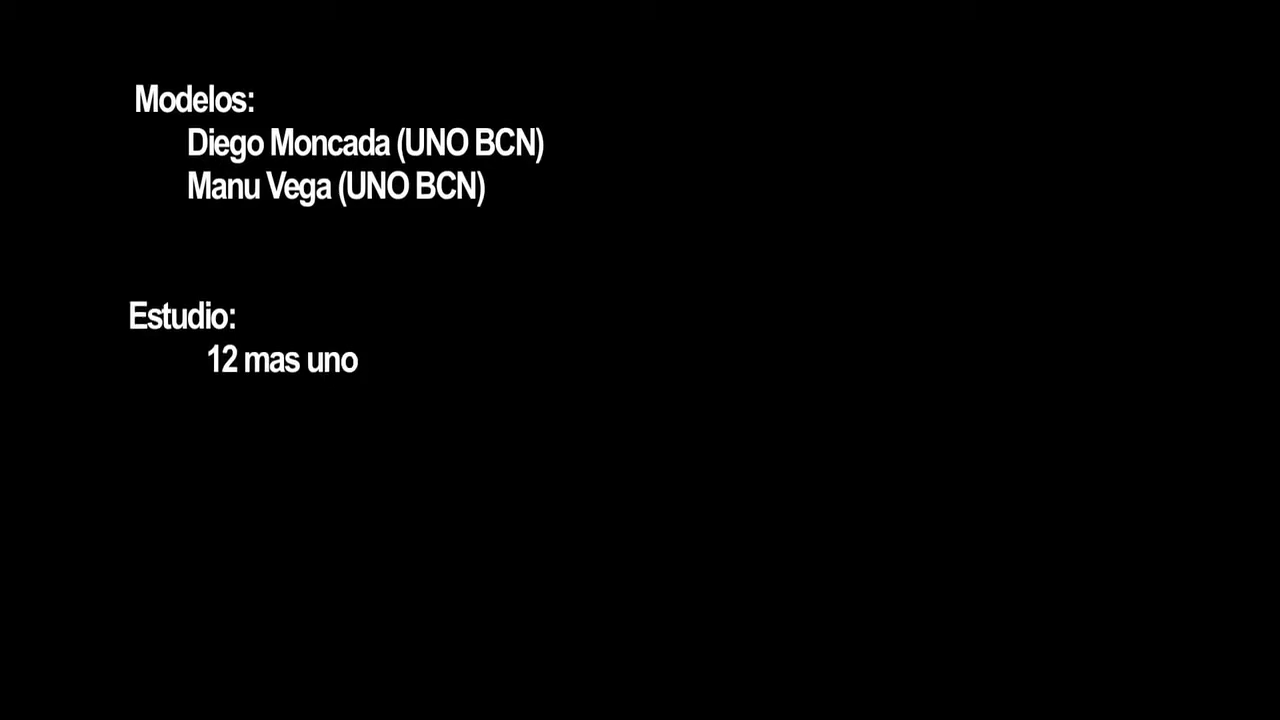 Modelos:
Diego Moncada (UNO BCN)
Manu Vega (UNO BCN)
Estudio:
12 mas uno